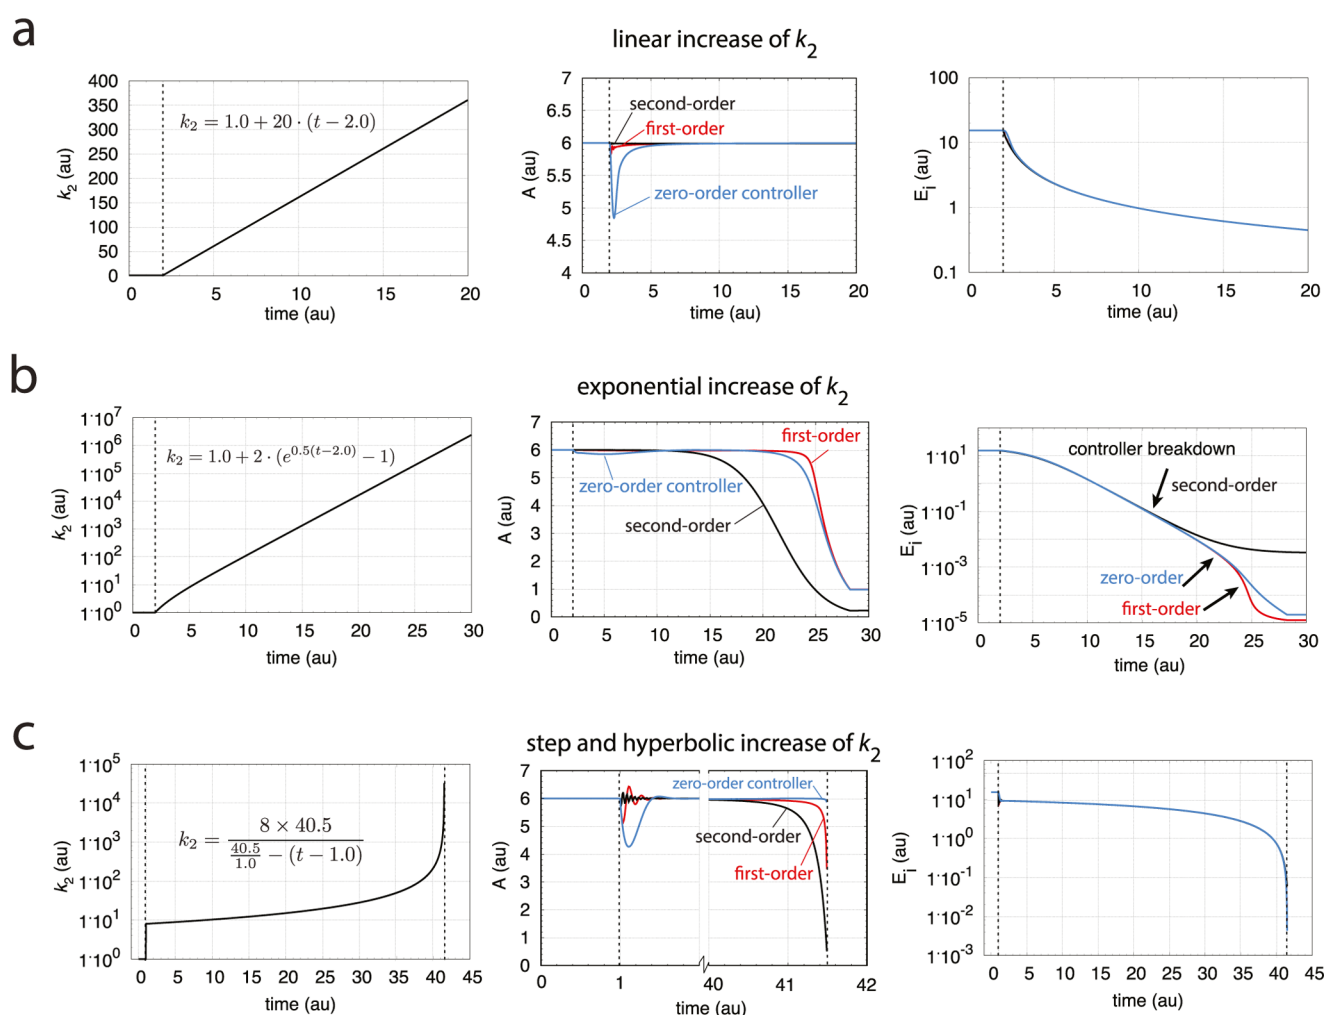 a
linear increase of k2
400
350
300
250
200
150
100
50
0
k2 (au)
k2 = 1.0 + 20 · (t − 2.0)
0 5 10 15 20
time (au)
7
6.5
6
5.5
5
4.5
4
A (au)
second-order
first-order
zero-order controller
0 5 10 15 20
time (au)
100
10
1
0.1
Ei (au)
0 5 10 15 20
time (au)
b
exponential increase of k2
1·10^7
1·10^6
1·10^5
1·10^4
1·10^3
1·10^2
1·10^1
1·10^0
k2 (au)
k2 = 1.0 + 2 · (e^0.5(t−2.0) − 1)
0 5 10 15 20 25 30
time (au)
7
6
5
4
3
2
1
0
A (au)
first-order
zero-order controller
second-order
0 5 10 15 20 25 30
time (au)
1·10^1
1·10^-1
1·10^-3
1·10^-5
Ei (au)
controller breakdown
second-order
zero-order
first-order
0 5 10 15 20 25 30
time (au)
c
step and hyperbolic increase of k2
1·10^5
1·10^4
1·10^3
1·10^2
1·10^1
1·10^0
k2 (au)
k2 = 8 × 40.5 / (40.5/1.0 − (t − 1.0))
0 5 10 15 20 25 30 35 40 45
time (au)
7
6
5
4
3
2
1
0
A (au)
zero-order controller
second-order
first-order
0 1 40 41 42
time (au)
1·10^2
1·10^1
1·10^0
1·10^-1
1·10^-2
1·10^-3
Ei (au)
0 5 10 15 20 25 30 35 40 45
time (au)